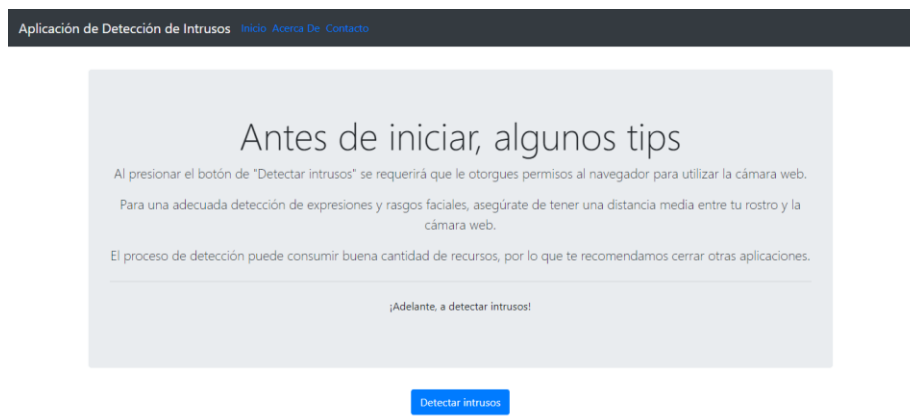 Aplicación de Detección de Intrusos Inicio Acerca De Contacto
Antes de iniciar, algunos tips
Al presionar el botón de "Detectar intrusos" se requerirá que le otorgues permisos al navegador para utilizar la cámara web.
Para una adecuada detección de expresiones y rasgos faciales, asegúrate de tener una distancia media entre tu rostro y la
cámara web.
El proceso de detección puede consumir buena cantidad de recursos, por lo que te recomendamos cerrar otras aplicaciones.
¡Adelante, a detectar intrusos!
Detectar intrusos